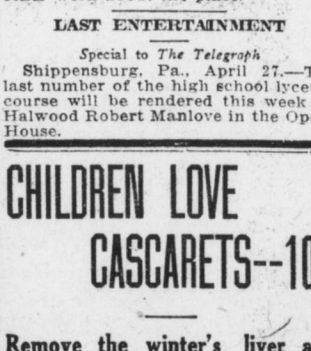 LAST ENTERTAINMENT
Special to The Telegraph
Shippensburg, Pa., April 27.—T
last number of the high school lyce
course will be rendered this week
Halwood Robert Manlove in the Op
House.
CHILDREN LOVE
CASCARETS--10
Remove the winter's liver a